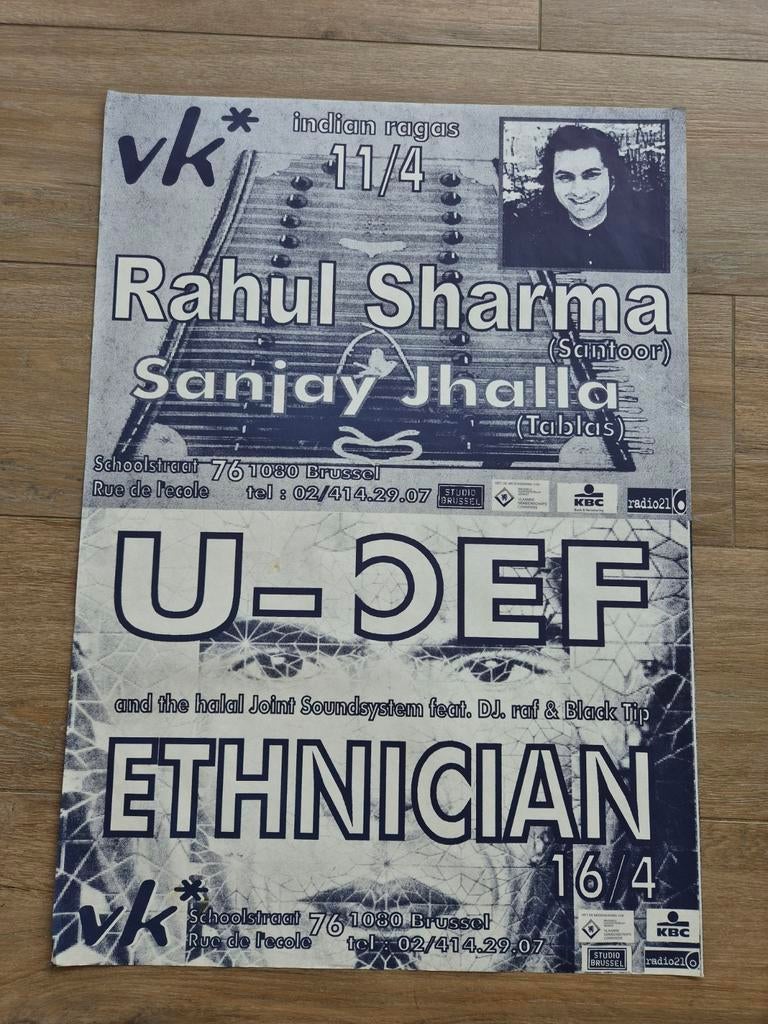 vk*
indian ragas
11/4
Rahul Sharma
(Santoor)
Sanjay Jhalla
(Tablas)
Schoolstraat 76 1080 Brussel
Rue de l'ecole tel : 02/414.29.07
STUDIO BRUSSEL
KBC
radio21
U-ƆEF
and the halal Joint Soundsystem feat. DJ. raf & Black Tip
ETHNICIAN
16/4
vk*
Schoolstraat 76 1080 Brussel
Rue de l'ecole tel : 02/414.29.07
KBC
STUDIO BRUSSEL
radio21